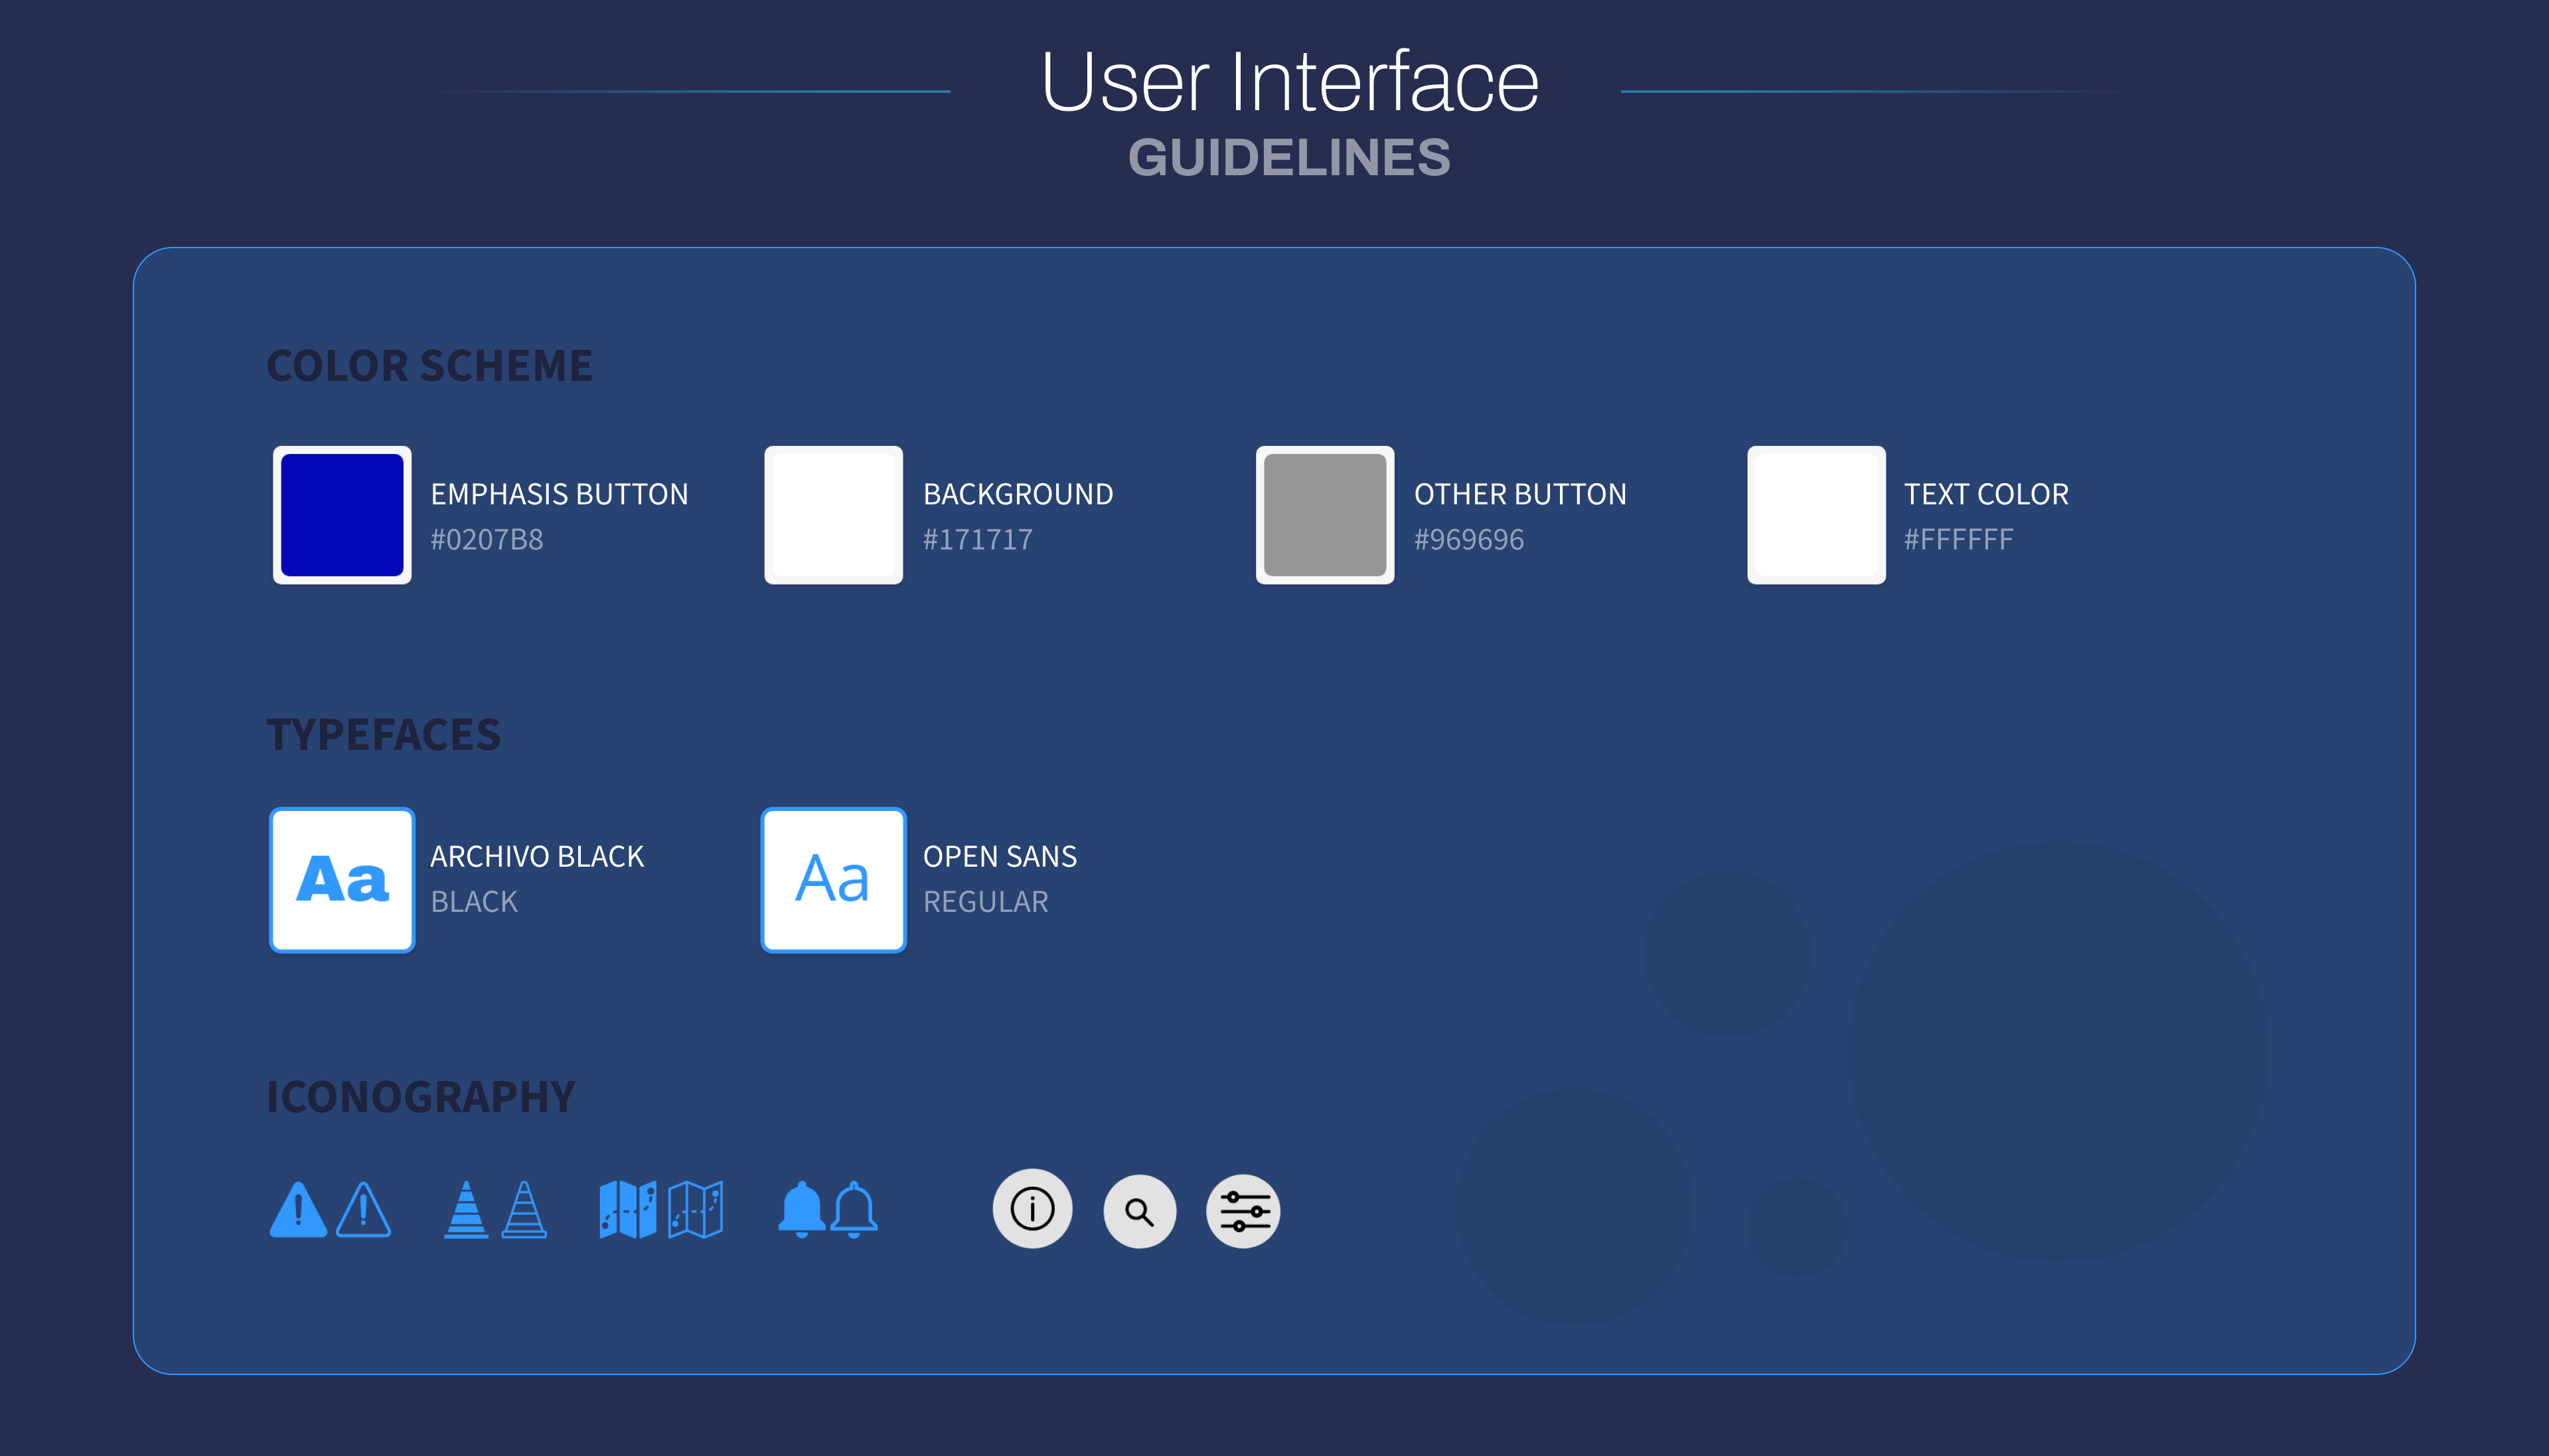 User Interface
GUIDELINES
COLOR SCHEME
EMPHASIS BUTTON
#0207B8
BACKGROUND
#171717
OTHER BUTTON
#969696
TEXT COLOR
#FFFFFF
TYPEFACES
Aa
ARCHIVO BLACK
BLACK
Aa
OPEN SANS
REGULAR
ICONOGRAPHY